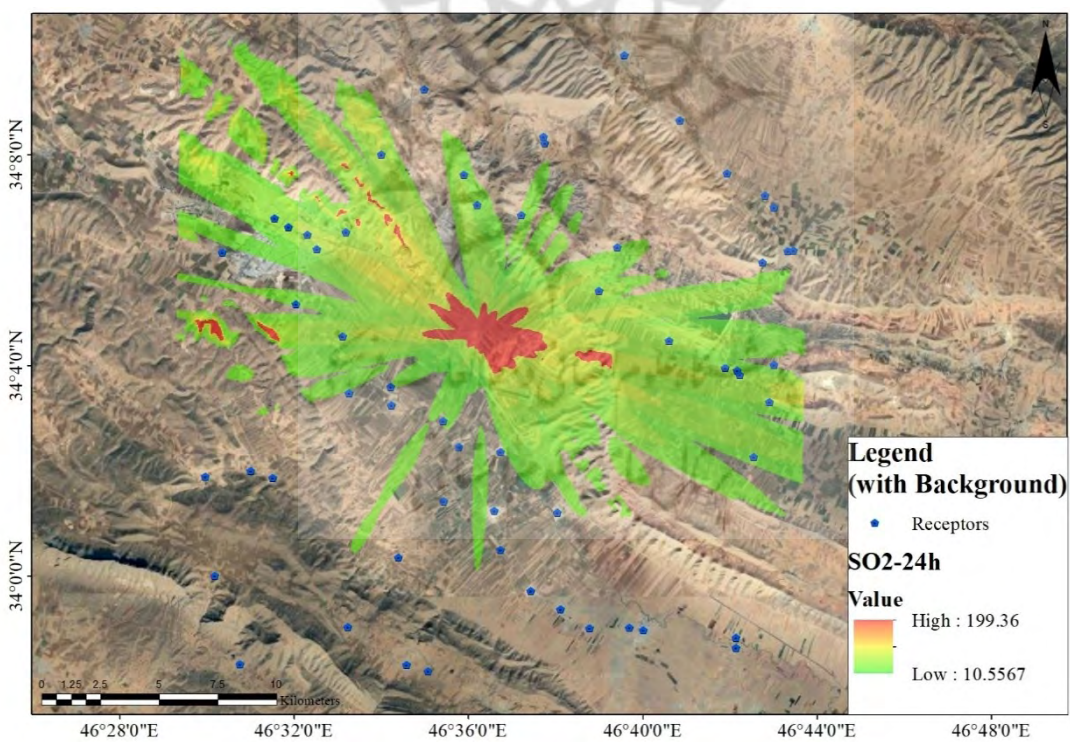 N
S
34°8'0"N
34°4'0"N
34°0'0"N
Legend
(with Background)
Receptors
SO2-24h
Value
High : 199.36
Low : 10.5567
0 1.25 2.5 5 7.5 10
Kilometers
46°28'0"E 46°32'0"E 46°36'0"E 46°40'0"E 46°44'0"E 46°48'0"E